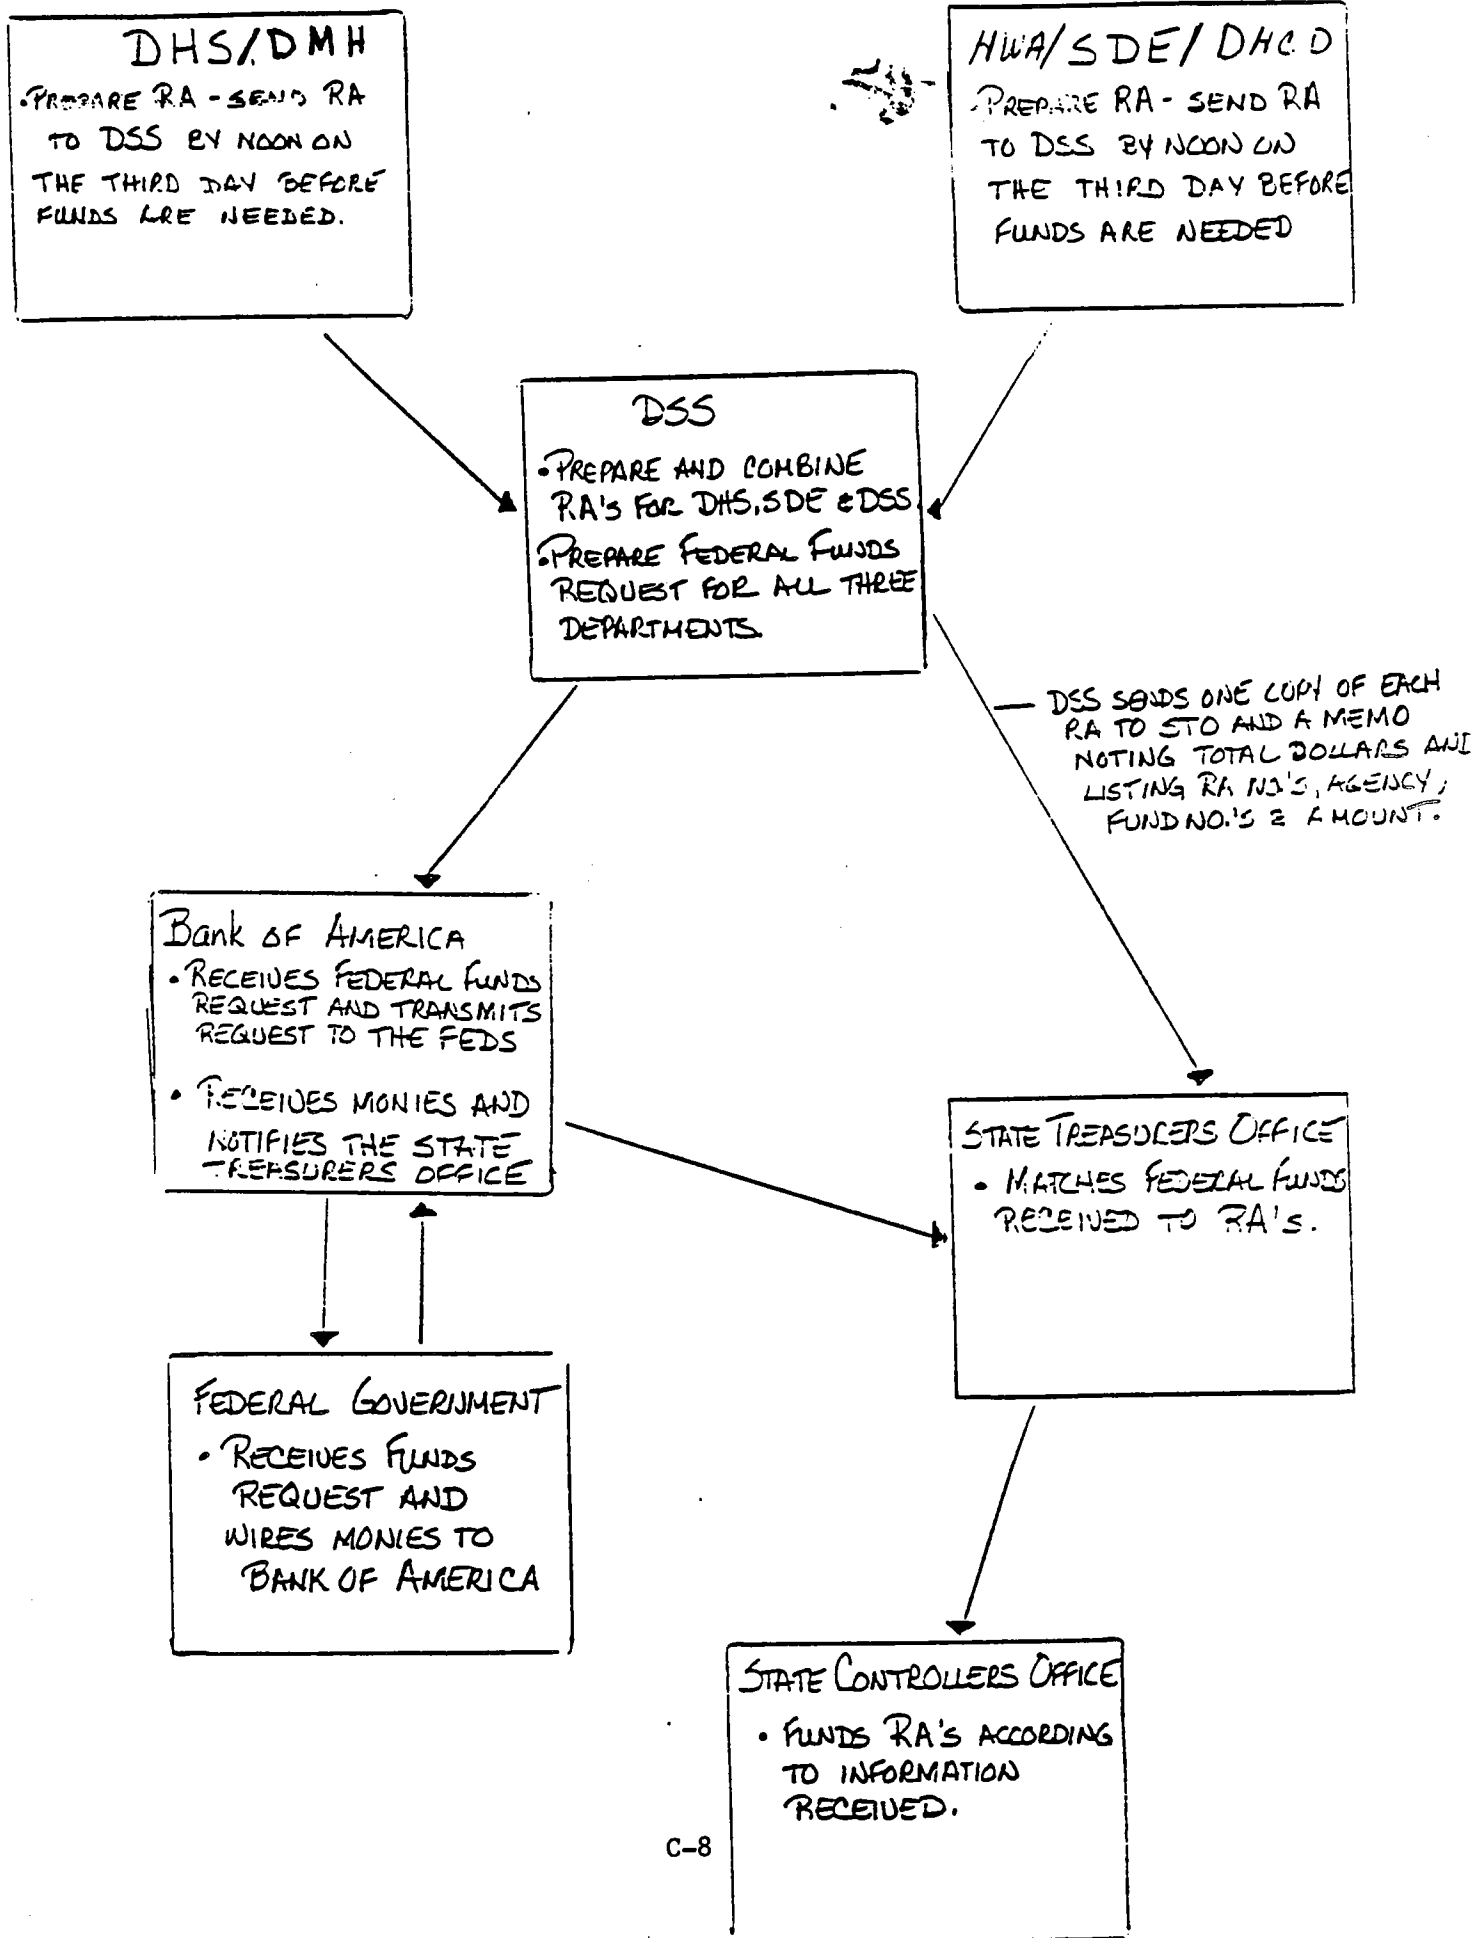 DHS/DMH
• PREPARE RA - SEND RA
TO DSS BY NOON ON
THE THIRD DAY BEFORE
FUNDS ARE NEEDED.
HWA/SDE/DHCD
• PREPARE RA - SEND RA
TO DSS BY NOON ON
THE THIRD DAY BEFORE
FUNDS ARE NEEDED
DSS
• PREPARE AND COMBINE
RA'S FOR DHS, SDE & DSS.
• PREPARE FEDERAL FUNDS
REQUEST FOR ALL THREE
DEPARTMENTS.
— DSS SENDS ONE COPY OF EACH
RA TO STO AND A MEMO
NOTING TOTAL DOLLARS AND
LISTING RA NO'S, AGENCY,
FUND NO.'S & AMOUNT.
Bank OF AMERICA
• RECEIVES FEDERAL FUNDS
REQUEST AND TRANSMITS
REQUEST TO THE FEDS
• RECEIVES MONIES AND
NOTIFIES THE STATE
TREASURERS OFFICE
STATE TREASURERS OFFICE
• MATCHES FEDERAL FUNDS
RECEIVED TO RA'S.
FEDERAL GOVERNMENT
• RECEIVES FUNDS
REQUEST AND
WIRES MONIES TO
BANK OF AMERICA
STATE CONTROLLERS OFFICE
• FUNDS RA'S ACCORDING
TO INFORMATION
RECEIVED.
C-8